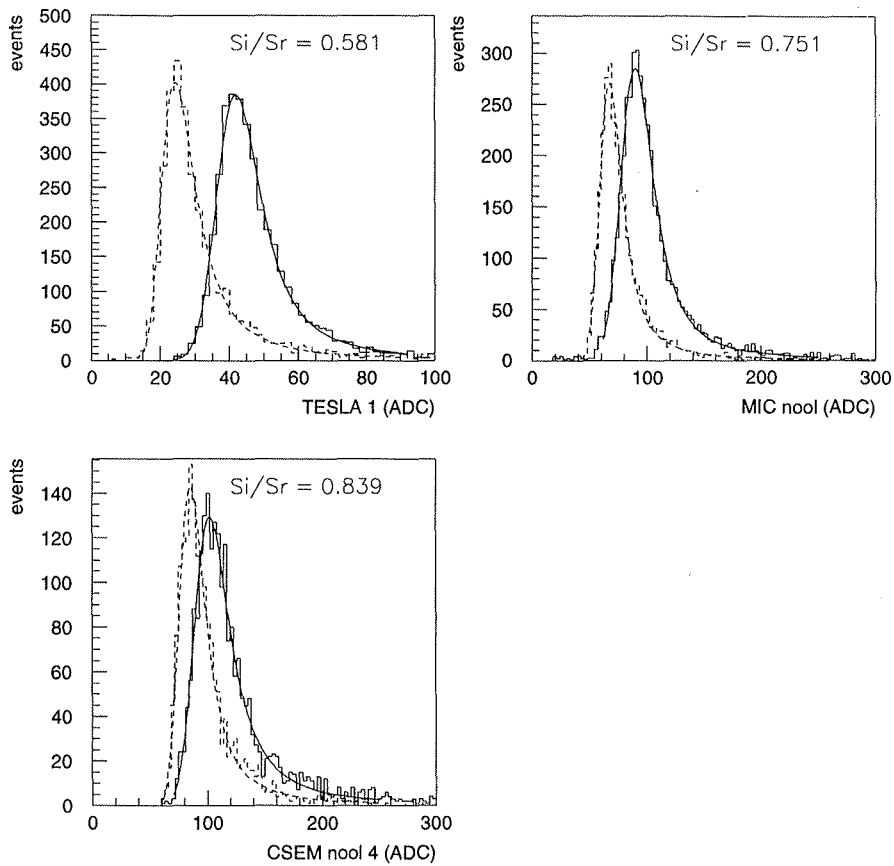 events
500
450
400
350
300
250
200
150
100
50
0
Si/Sr = 0.581
0 20 40 60 80 100
TESLA 1 (ADC)
events
300
250
200
150
100
50
0
Si/Sr = 0.751
0 100 200 300
MIC nool (ADC)
events
140
120
100
80
60
40
20
0
Si/Sr = 0.839
0 100 200 300
CSEM nool 4 (ADC)